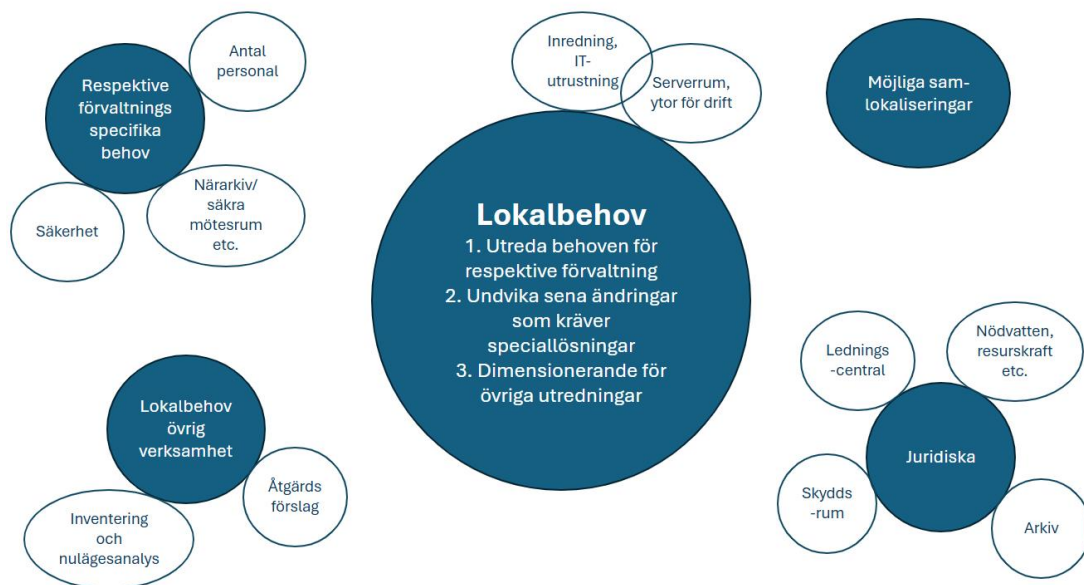 Respektive
förvaltnings
specifika
behov
Antal
personal
Säkerhet
Närarkiv/
säkra
mötesrum
etc.
Inredning,
IT-
utrustning
Serverrum,
ytor för drift
Möjliga sam-
lokaliseringar
Lokalbehov
1. Utreda behoven för
respektive förvaltning
2. Undvika sena ändringar
som kräver
speciallösningar
3. Dimensionerande för
övriga utredningar
Lokalbehov
övrig
verksamhet
Åtgärds
förslag
Inventering
och
nulägesanalys
Lednings
-central
Nödvatten,
resurskraft
etc.
Juridiska
Skydds
-rum
Arkiv